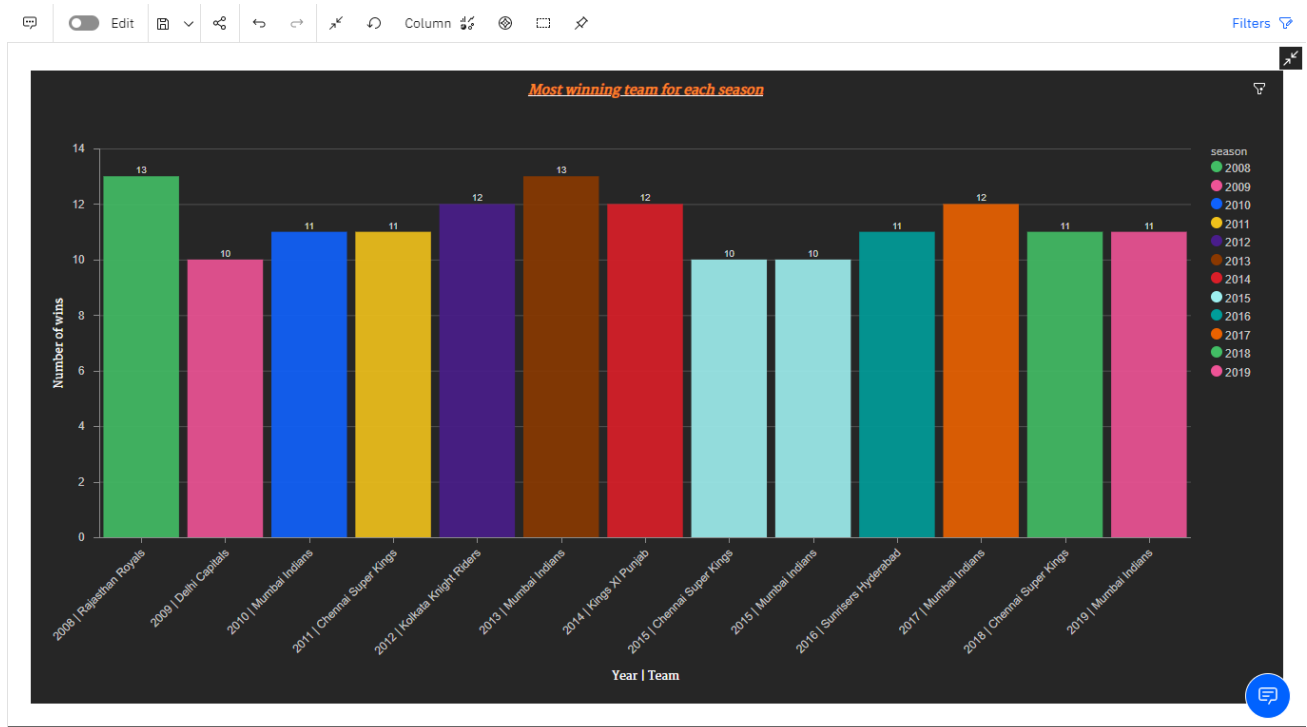 Edit
Column
Filters
Most winning team for each season
14
12
10
8
6
4
2
0
Number of wins
13
10
11
11
12
13
12
10
10
11
12
11
11
2008 | Rajasthan Royals
2009 | Delhi Capitals
2010 | Mumbai Indians
2011 | Chennai Super Kings
2012 | Kolkata Knight Riders
2013 | Mumbai Indians
2014 | Kings XI Punjab
2015 | Chennai Super Kings
2015 | Mumbai Indians
2016 | Sunrisers Hyderabad
2017 | Mumbai Indians
2018 | Chennai Super Kings
2019 | Mumbai Indians
Year | Team
season
2008
2009
2010
2011
2012
2013
2014
2015
2016
2017
2018
2019